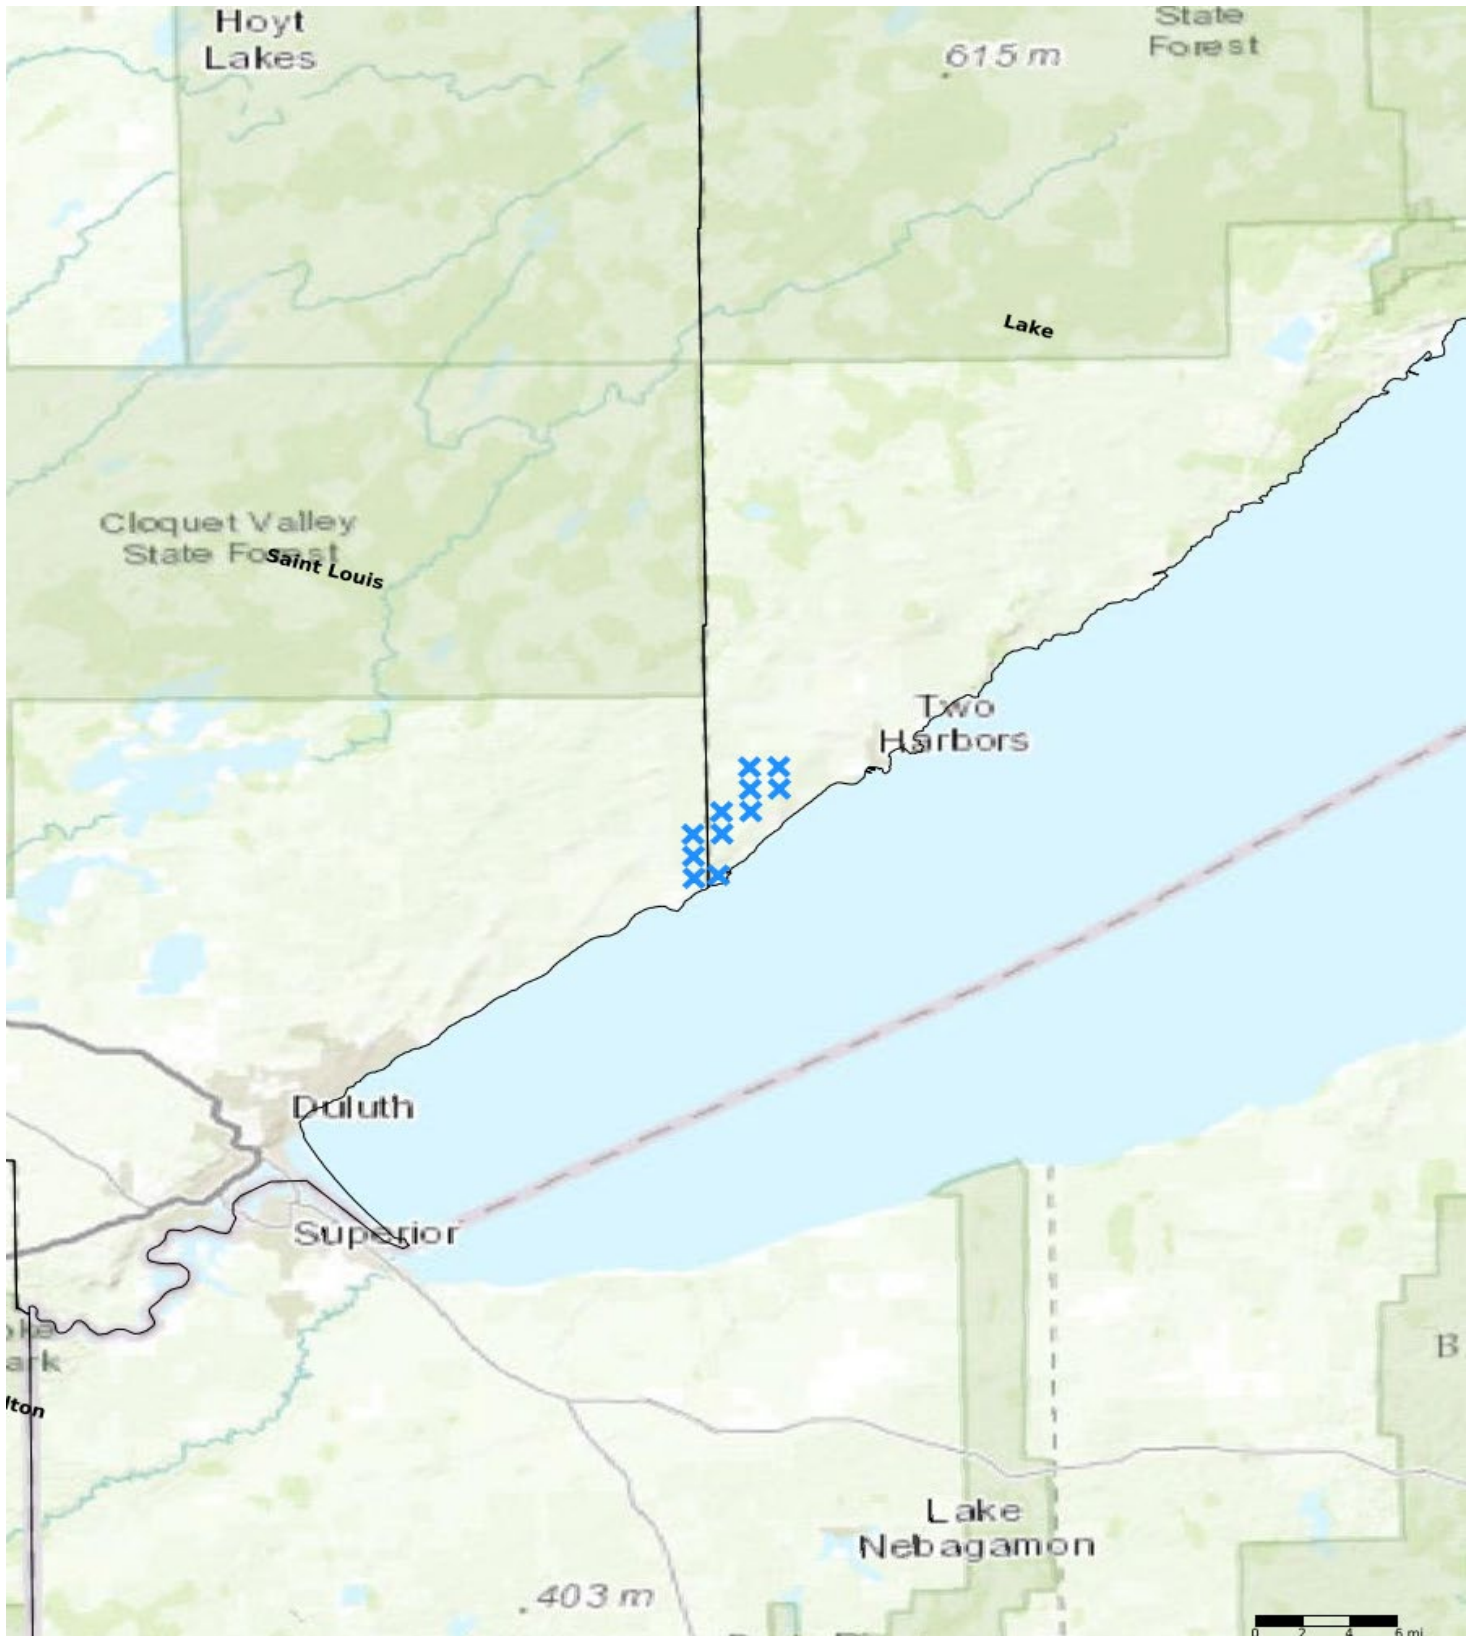 Hoyt
Lakes
State
Forest
615 m
Lake
Cloquet Valley
State Forest
Saint Louis
Two
Harbors
Duluth
Superior
ark
lton
B
Lake
Nebagamon
403 m
0 2 4 6 mi